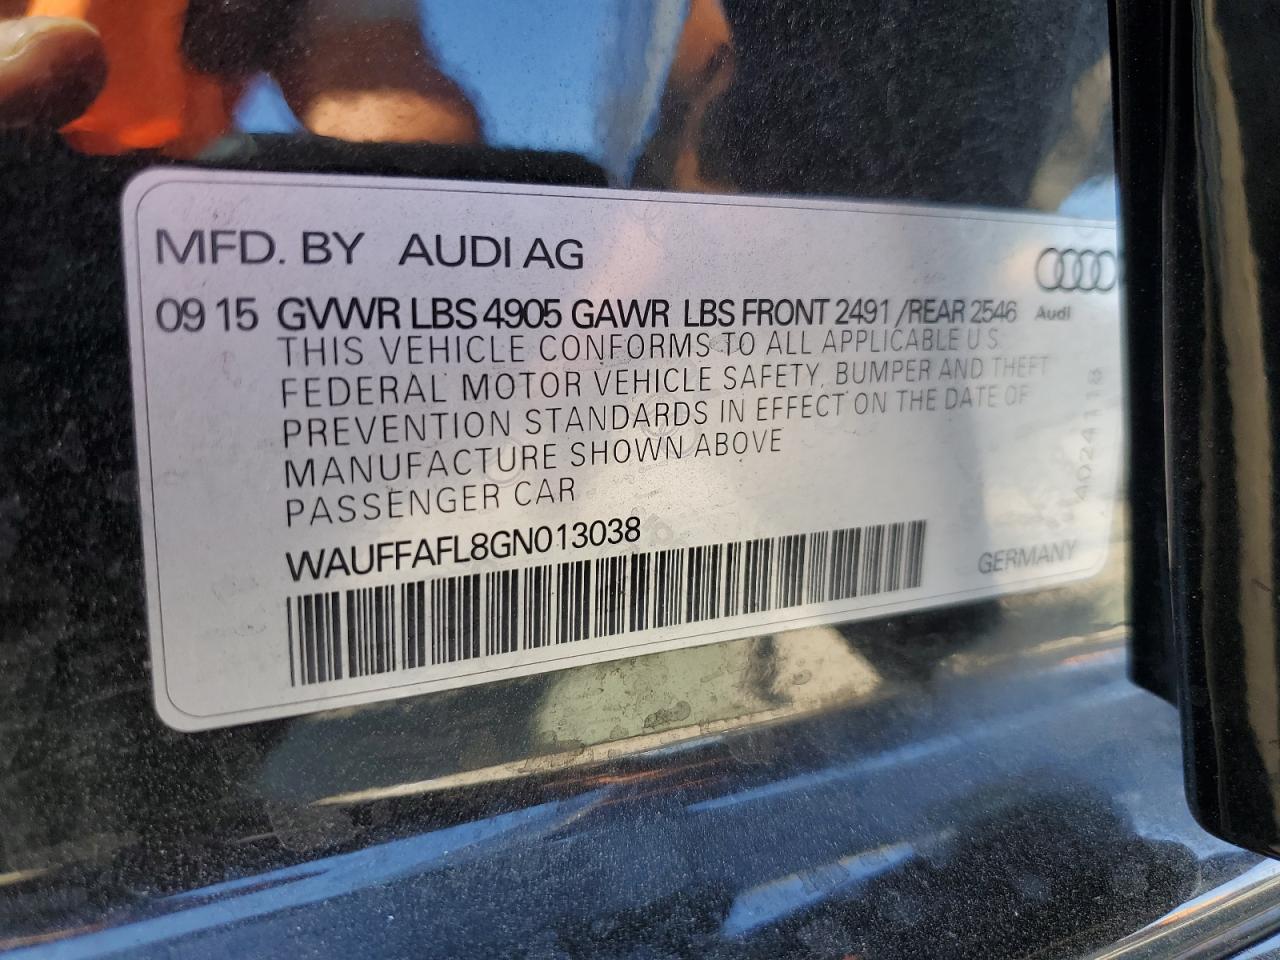 MFD. BY AUDI AG
09 15 GVWR LBS 4905 GAWR LBS FRONT 2491 /REAR 2546
Audi
THIS VEHICLE CONFORMS TO ALL APPLICABLE U S
FEDERAL MOTOR VEHICLE SAFETY, BUMPER AND THEFT
PREVENTION STANDARDS IN EFFECT ON THE DATE OF
MANUFACTURE SHOWN ABOVE
PASSENGER CAR
WAUFFAFL8GN013038
GERMANY